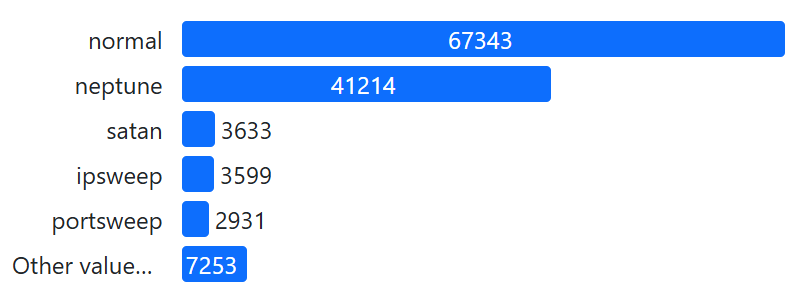 normal 67343
neptune 41214
satan 3633
ipsweep 3599
portsweep 2931
Other value... 7253